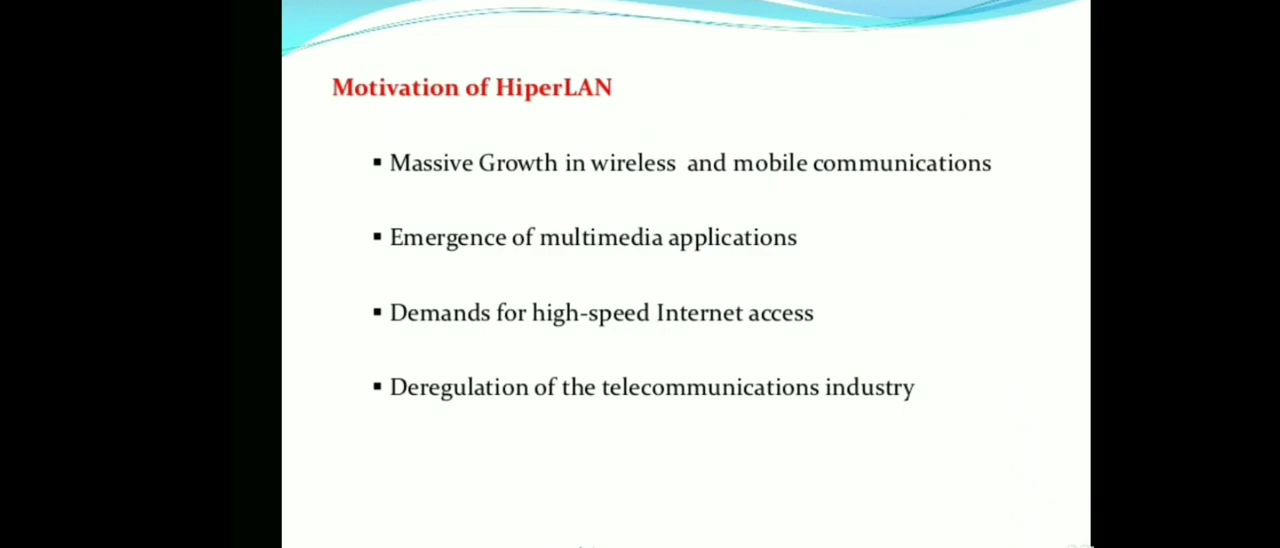 Motivation of HiperLAN
▪ Massive Growth in wireless and mobile communications
▪ Emergence of multimedia applications
▪ Demands for high-speed Internet access
▪ Deregulation of the telecommunications industry